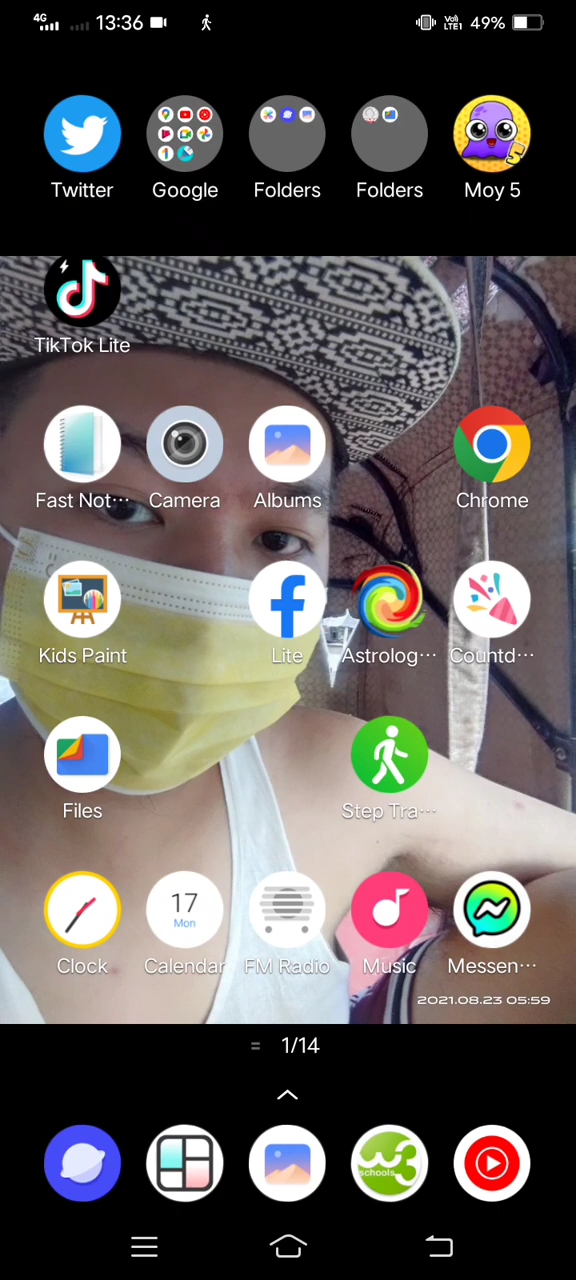 4G 13:36 VoLTE1 49%
Twitter Google Folders Folders Moy 5
TikTok Lite
Fast Not··· Camera Albums Chrome
Kids Paint Lite Astrolog··· Countd···
Files Step Tra···
17
Mon
Clock Calendar FM Radio Music Messen···
2021.08.23 05:59
1/14
w3
schools